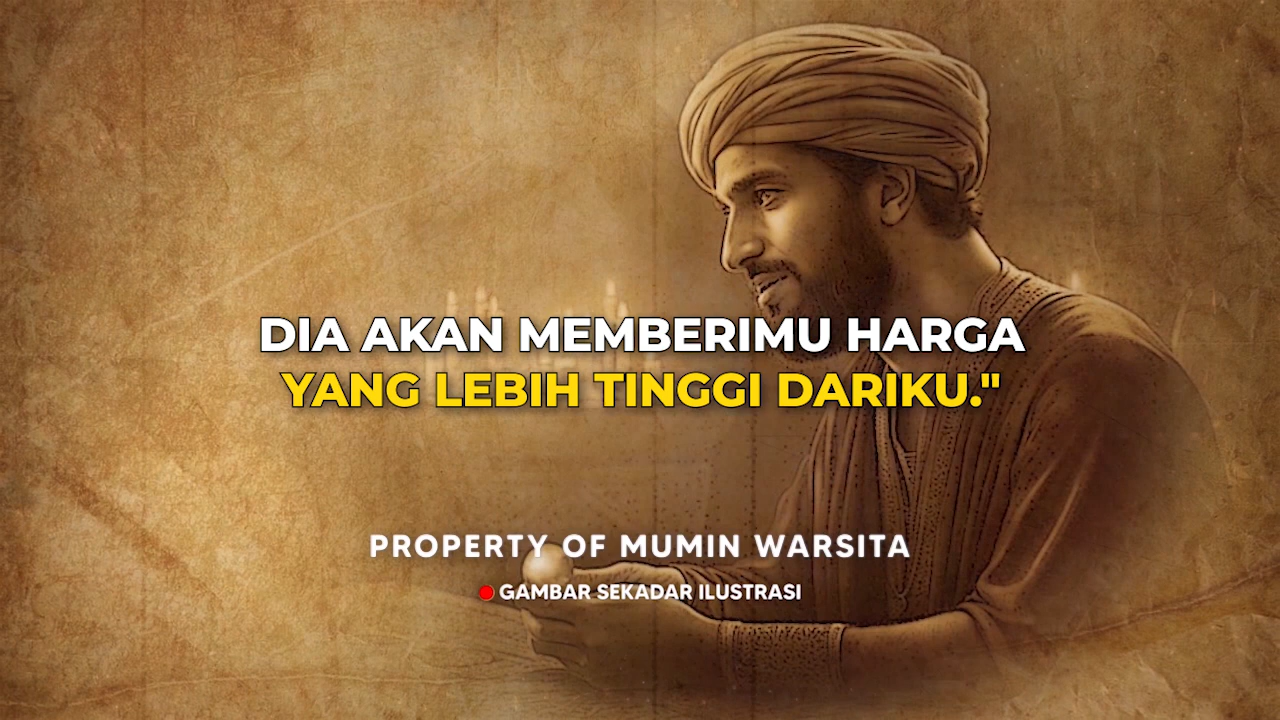 DIA AKAN MEMBERIMU HARGA
YANG LEBIH TINGGI DARIKU."
PROPERTY OF MUMIN WARSITA
GAMBAR SEKADAR ILUSTRASI